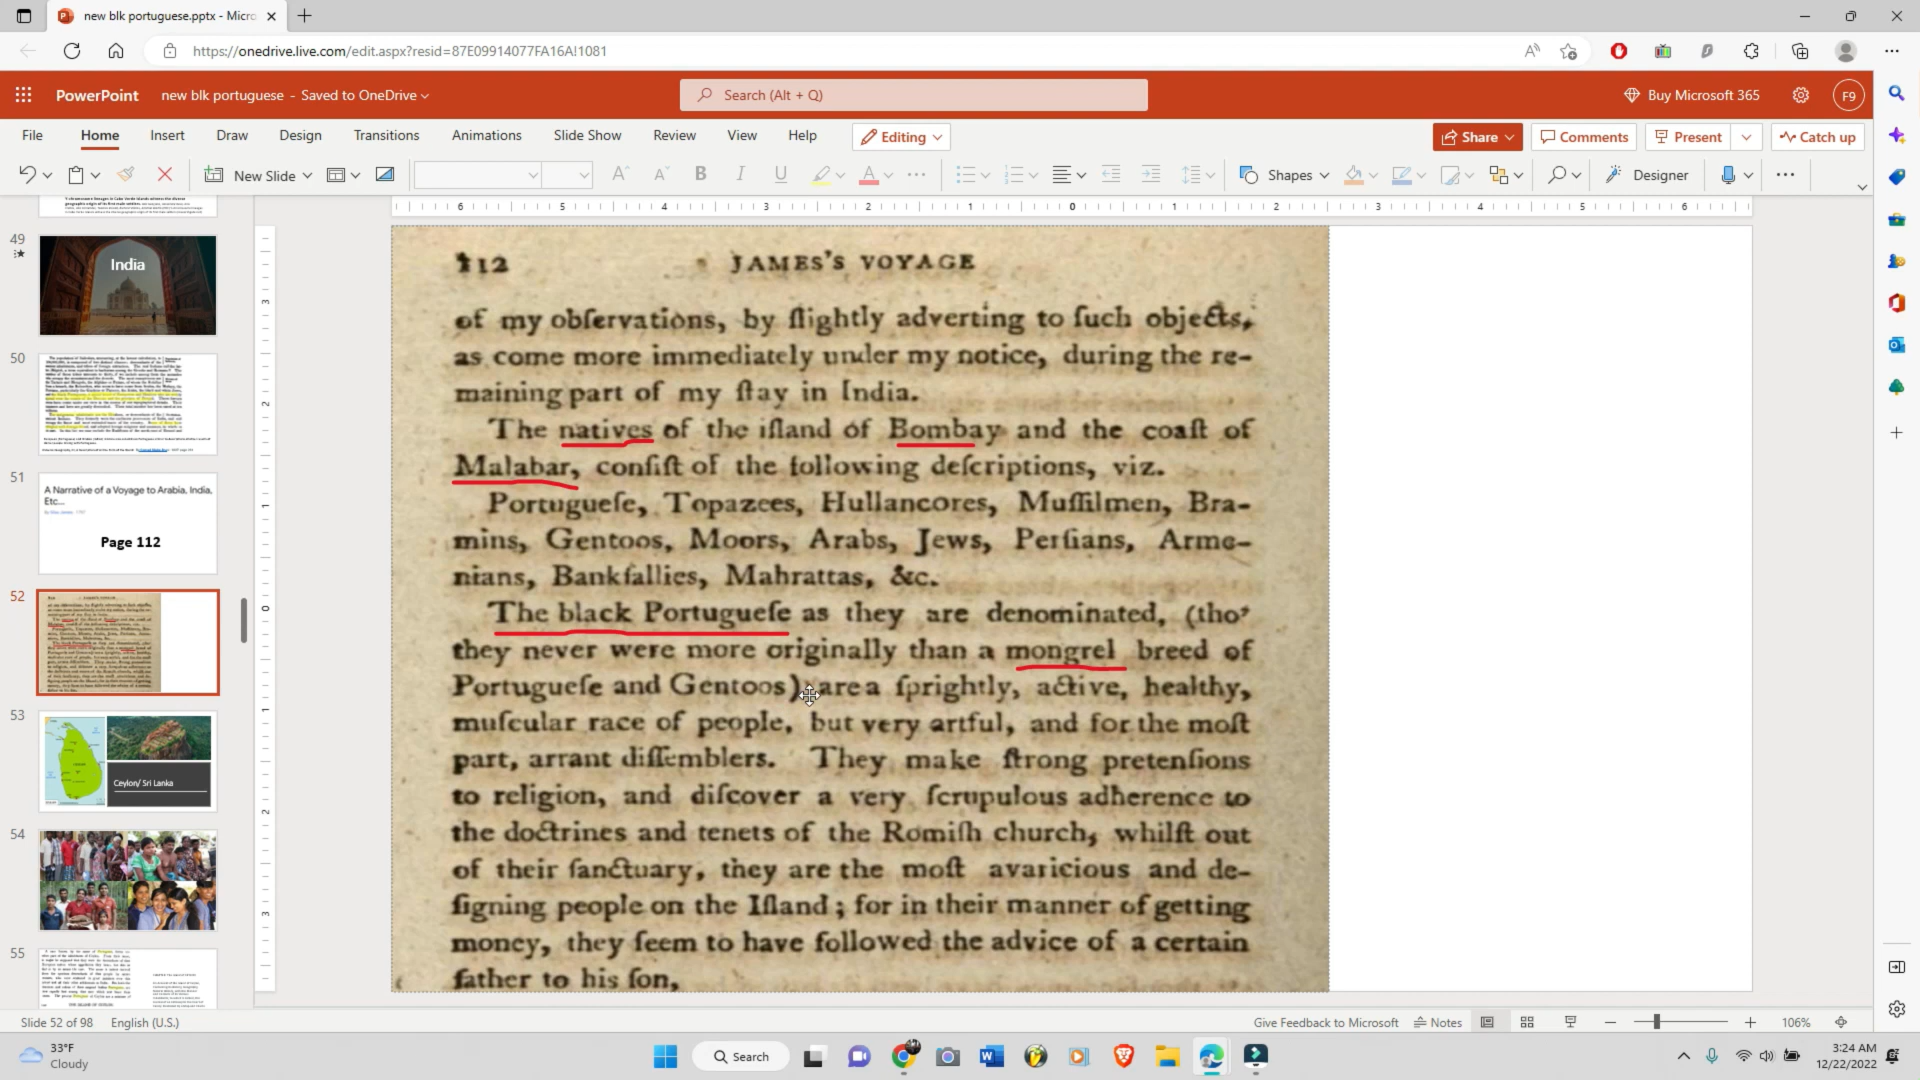 new blk portuguese.pptx - Micro
https://onedrive.live.com/edit.aspx?resid=87E09914077FA16A!1081
PowerPoint
new blk portuguese - Saved to OneDrive
Search (Alt + Q)
Buy Microsoft 365
F9
File Home Insert Draw Design Transitions Animations Slide Show Review View Help Editing
Share Comments Present Catch up
New Slide
Shapes
Designer
49
India
50
51
A Narrative of a Voyage to Arabia, India,
Etc...
Page 112
52
53
Ceylon/ Sri Lanka
54
55
112 JAMES'S VOYAGE
of my obſervations, by ſlightly adverting to ſuch objects,
as come more immediately under my notice, during the re-
maining part of my ſtay in India.
The natives of the iſland of Bombay and the coaſt of
Malabar, conſiſt of the following deſcriptions, viz.
Portugueſe, Topazees, Hullancores, Muſſilmen, Bra-
mins, Gentoos, Moors, Arabs, Jews, Perſians, Arme-
nians, Bankſallies, Mahrattas, &c.
The black Portugueſe as they are denominated, (tho'
they never were more originally than a mongrel breed of
Portugueſe and Gentoos) are a ſprightly, active, healthy,
muſcular race of people, but very artful, and for the moſt
part, arrant diſſemblers. They make ſtrong pretenſions
to religion, and diſcover a very ſcrupulous adherence to
the doctrines and tenets of the Romiſh church, whilſt out
of their ſanctuary, they are the moſt avaricious and de-
ſigning people on the Iſland; for in their manner of getting
money, they ſeem to have followed the advice of a certain
father to his ſon,
Slide 52 of 98 English (U.S.)
Give Feedback to Microsoft Notes 106%
33°F
Cloudy
Search
3:24 AM
12/22/2022